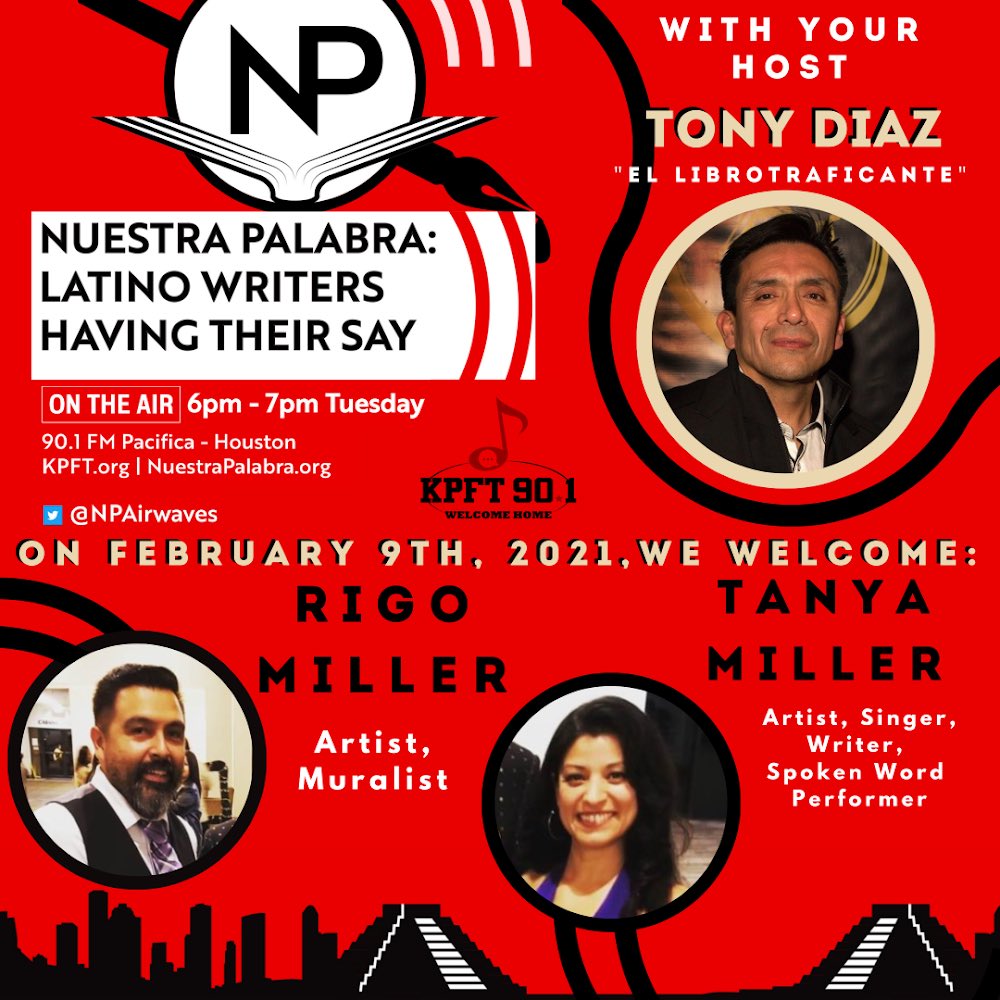 NP
NUESTRA PALABRA:
LATINO WRITERS
HAVING THEIR SAY
ON THE AIR 6pm - 7pm Tuesday
90.1 FM Pacifica - Houston
KPFT.org | NuestraPalabra.org
@NPAirwaves
KPFT 90.1
WELCOME HOME
WITH YOUR
HOST
TONY DIAZ
"EL LIBROTRAFICANTE"
ON FEBRUARY 9TH, 2021,WE WELCOME:
RIGO
MILLER
Artist,
Muralist
TANYA
MILLER
Artist, Singer,
Writer,
Spoken Word
Performer